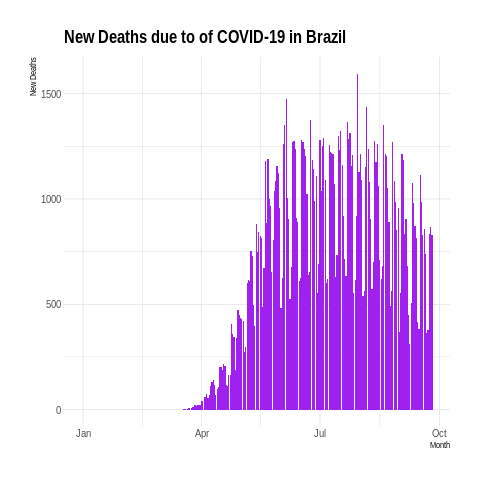 New Deaths due to of COVID-19 in Brazil
New Deaths
1500
1000
500
0
Jan Apr Jul Oct
Month